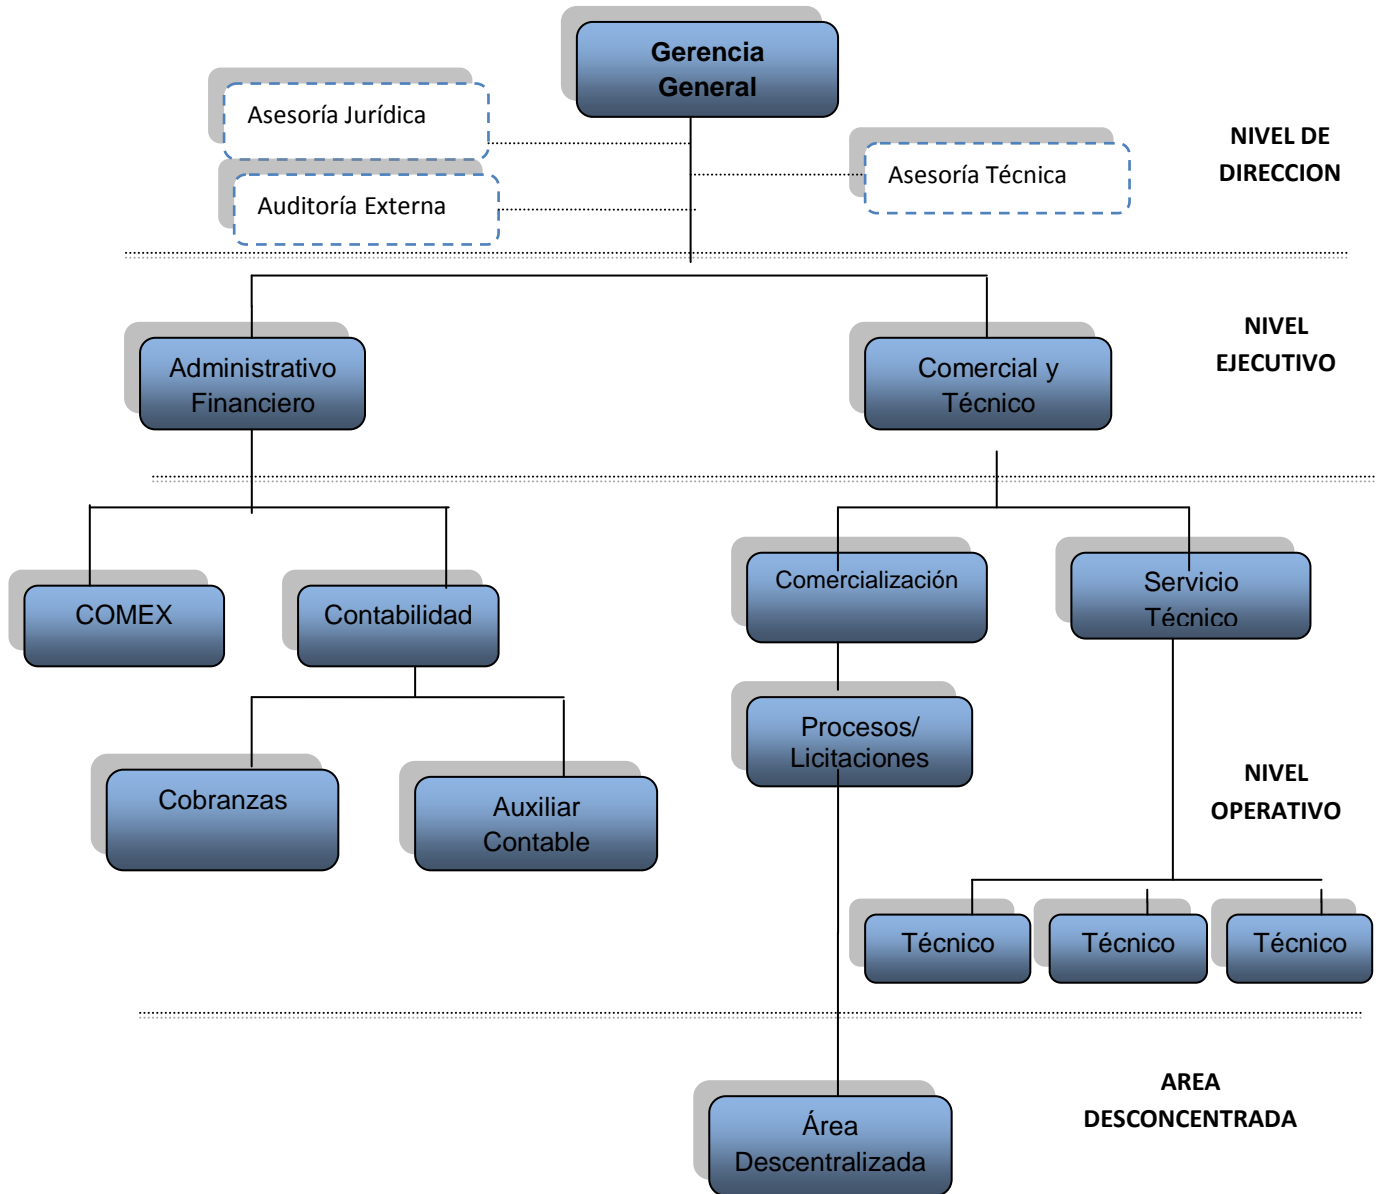 Gerencia
General
Asesoría Jurídica
NIVEL DE
DIRECCION
Asesoría Técnica
Auditoría Externa
NIVEL
EJECUTIVO
Administrativo
Financiero
Comercial y
Técnico
Comercialización
Servicio
Técnico
COMEX
Contabilidad
Procesos/
Licitaciones
NIVEL
OPERATIVO
Cobranzas
Auxiliar
Contable
Técnico
Técnico
Técnico
AREA
DESCONCENTRADA
Área
Descentralizada